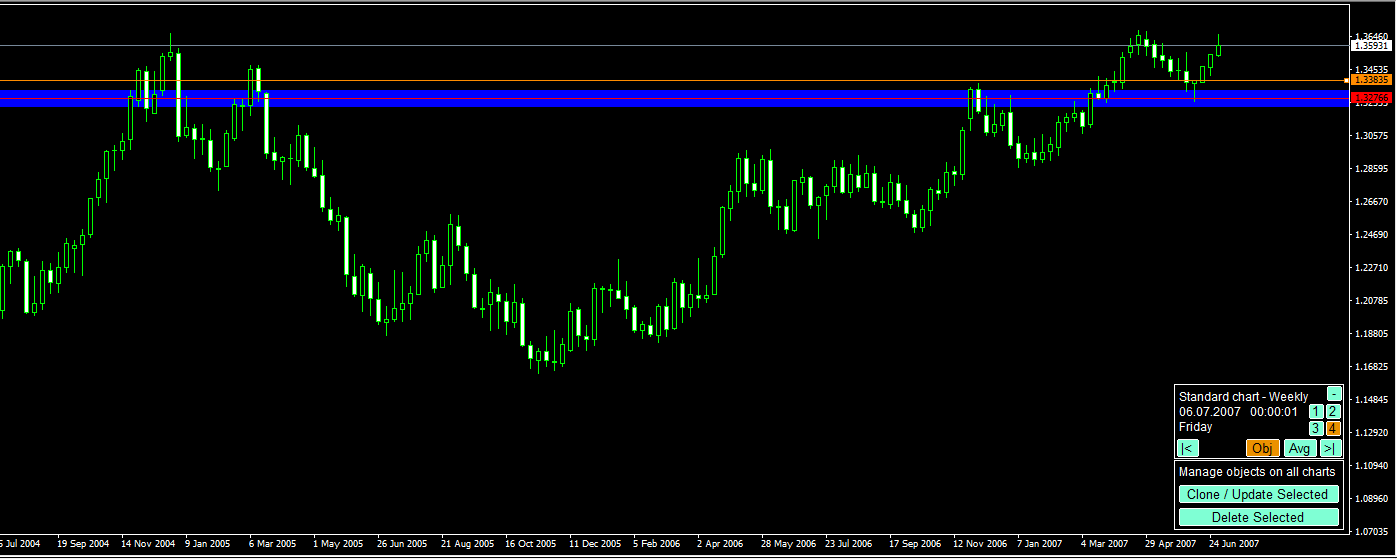 1.36460
1.35931
1.34535
1.33835
1.30575
1.28595
1.26670
1.24690
1.22710
1.20785
1.18805
1.16825
1.14845
1.12920
1.10940
1.08960
1.07035
Standard chart - Weekly -
06.07.2007 00:00:01 1 2
Friday 3 4
|< Obj Avg >|
Manage objects on all charts
Clone / Update Selected
Delete Selected
Jul 2004 19 Sep 2004 14 Nov 2004 9 Jan 2005 6 Mar 2005 1 May 2005 26 Jun 2005 21 Aug 2005 16 Oct 2005 11 Dec 2005 5 Feb 2006 2 Apr 2006 28 May 2006 23 Jul 2006 17 Sep 2006 12 Nov 2006 7 Jan 2007 4 Mar 2007 29 Apr 2007 24 Jun 2007